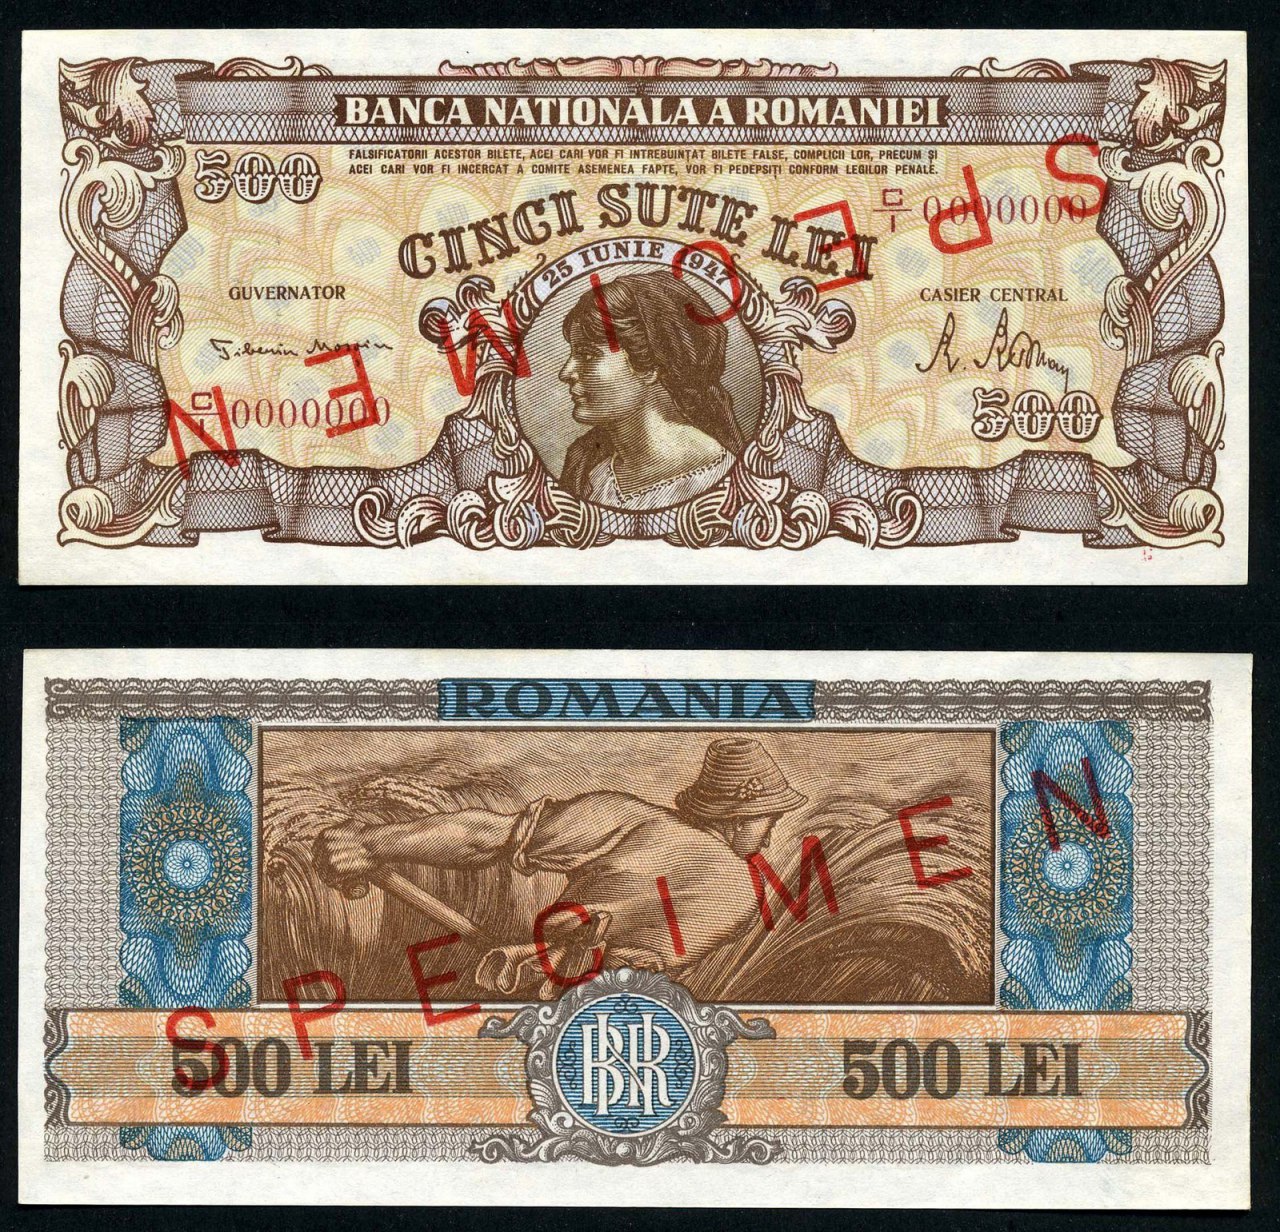 BANCA NATIONALA A ROMANIEI
FALSIFICATORII ACESTOR BILETE, ACEI CARI VOR FI INTREBUINȚAT BILETE FALSE, COMPLICII LOR, PRECUM ȘI
ACEI CARI VOR FI INCERCAT A COMITE ASEMENEA FAPTE, VOR FI PEDEPSIȚI CONFORM LEGILOR PENALE.
500
CINCI SUTE LEI
C/1 0000000
25 IUNIE 1947
GUVERNATOR
CASIER CENTRAL
C/1 0000000
500
SPECIMEN
ROMANIA
SPECIMEN
500 LEI
BNR
500 LEI